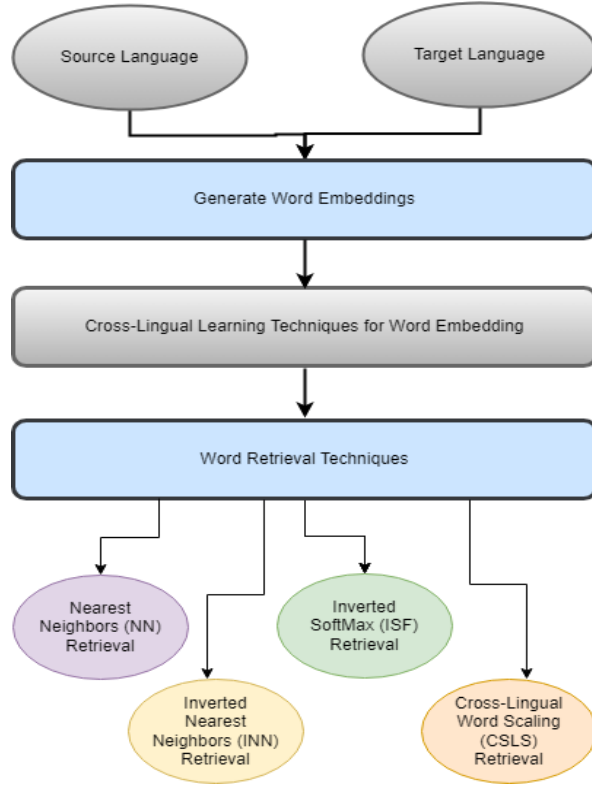 Source Language
Target Language
Generate Word Embeddings
Cross-Lingual Learning Techniques for Word Embedding
Word Retrieval Techniques
Nearest
Neighbors (NN)
Retrieval
Inverted
SoftMax (ISF)
Retrieval
Inverted
Nearest
Neighbors (INN)
Retrieval
Cross-Lingual
Word Scaling
(CSLS)
Retrieval